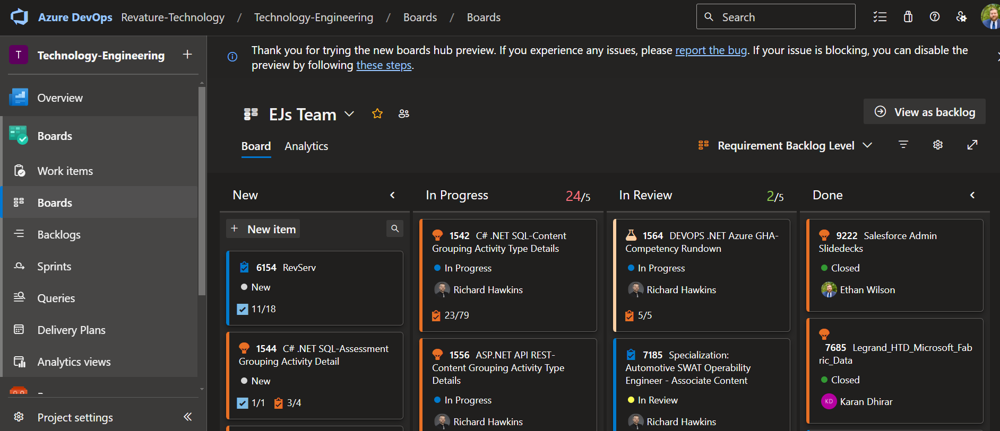 Azure DevOps Revature-Technology / Technology-Engineering / Boards / Boards
Search
T Technology-Engineering
Overview
Boards
Work items
Boards
Backlogs
Sprints
Queries
Delivery Plans
Analytics views
Project settings
Thank you for trying the new boards hub preview. If you experience any issues, please report the bug. If your issue is blocking, you can disable the
preview by following these steps.
EJs Team
View as backlog
Board Analytics
Requirement Backlog Level
New
New item
6154 RevServ
New
11/18
1544 C# .NET SQL-Assessment
Grouping Activity Detail
New
1/1 3/4
In Progress 24/5
1542 C# .NET SQL-Content
Grouping Activity Type Details
In Progress
Richard Hawkins
23/79
1556 ASP.NET API REST-
Content Grouping Activity Type
Details
In Progress
Richard Hawkins
In Review 2/5
1564 DEVOPS .NET Azure GHA-
Competency Rundown
In Progress
Richard Hawkins
5/5
7185 Specialization:
Automotive SWAT Operability
Engineer - Associate Content
In Review
Richard Hawkins
Done
9222 Salesforce Admin
Slidedecks
Closed
Ethan Wilson
7685 Legrand_HTD_Microsoft_Fab
ric_Data
Closed
KD Karan Dhirar